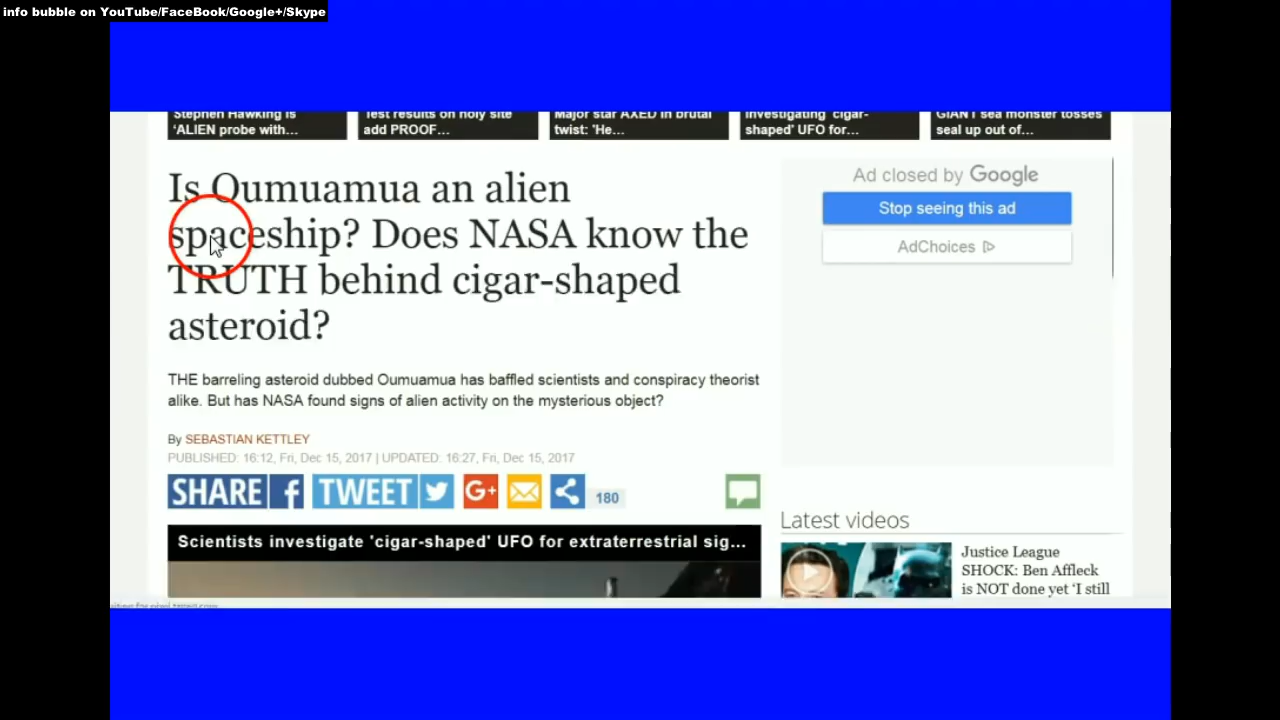 info bubble on YouTube/FaceBook/Google+/Skype
Stephen Hawking is
‘ALIEN probe with...
Test results on holy site
add PROOF...
Major star AXED in brutal
twist: 'He...
Investigating 'cigar-
shaped' UFO for...
GIANT sea monster tosses
seal up out of...
Is Oumuamua an alien
spaceship? Does NASA know the
TRUTH behind cigar-shaped
asteroid?
THE barreling asteroid dubbed Oumuamua has baffled scientists and conspiracy theorist
alike. But has NASA found signs of alien activity on the mysterious object?
By SEBASTIAN KETTLEY
PUBLISHED: 16:12, Fri, Dec 15, 2017 | UPDATED: 16:27, Fri, Dec 15, 2017
SHARE f TWEET G+ 180
Scientists investigate 'cigar-shaped' UFO for extraterrestrial sig...
Ad closed by Google
Stop seeing this ad
AdChoices
Latest videos
Justice League
SHOCK: Ben Affleck
is NOT done yet ‘I still